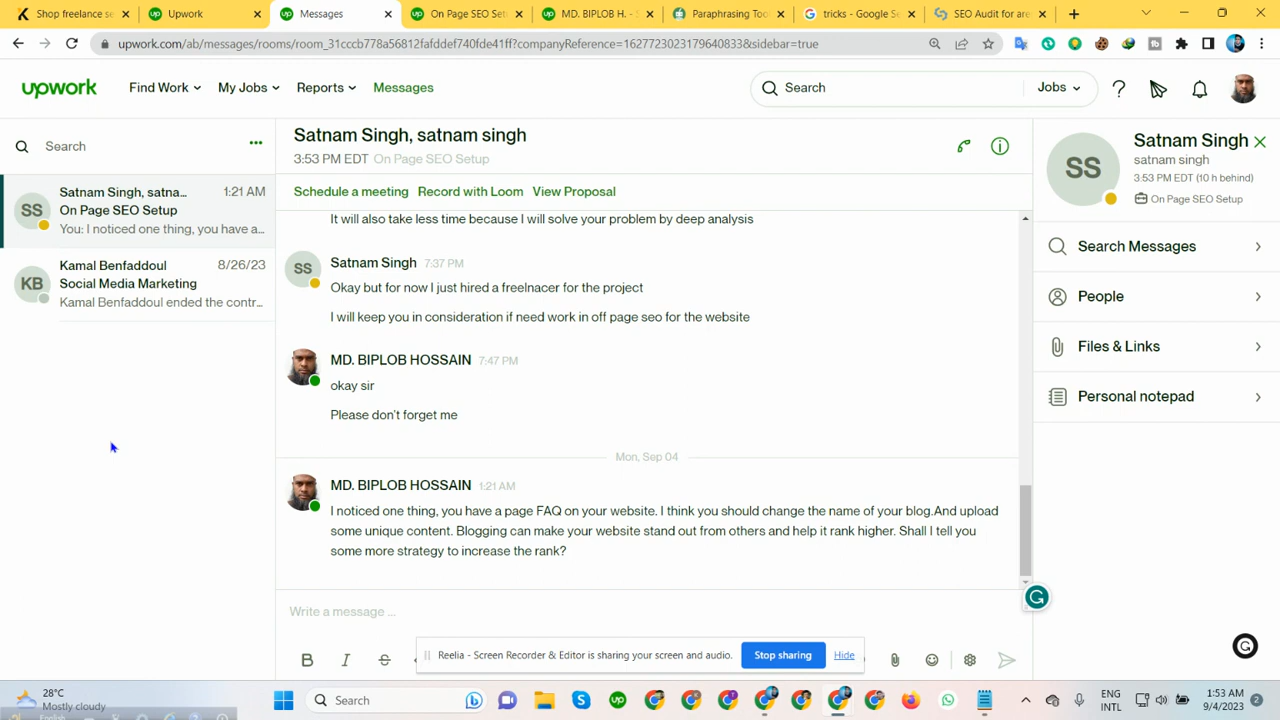 Shop freelance se
Upwork
Messages
On Page SEO Set
MD. BIPLOB H. - S
Paraphrasing Too
tricks - Google Se
SEO Audit for are
upwork.com/ab/messages/rooms/room_31cccb778a56812fafddef740fde41ff?companyReference=1627723023179640833&sidebar=true
upwork
Find Work
My Jobs
Reports
Messages
Search
Jobs
Search
Satnam Singh, satna...
1:21 AM
SS
On Page SEO Setup
You: I noticed one thing, you have a...
Kamal Benfaddoul
8/26/23
KB
Social Media Marketing
Kamal Benfaddoul ended the contr...
Satnam Singh, satnam singh
3:53 PM EDT On Page SEO Setup
Schedule a meeting
Record with Loom
View Proposal
It will also take less time because I will solve your problem by deep analysis
SS
Satnam Singh 7:37 PM
Okay but for now I just hired a freelnacer for the project
I will keep you in consideration if need work in off page seo for the website
MD. BIPLOB HOSSAIN 7:47 PM
okay sir
Please don't forget me
Mon, Sep 04
MD. BIPLOB HOSSAIN 1:21 AM
I noticed one thing, you have a page FAQ on your website. I think you should change the name of your blog.And upload
some unique content. Blogging can make your website stand out from others and help it rank higher. Shall I tell you
some more strategy to increase the rank?
Write a message ...
B I S
Reelia - Screen Recorder & Editor is sharing your screen and audio.
Stop sharing
Hide
SS
Satnam Singh
satnam singh
3:53 PM EDT (10 h behind)
On Page SEO Setup
Search Messages
People
Files & Links
Personal notepad
28°C
Mostly cloudy
English
Search
ENG
INTL
1:53 AM
9/4/2023